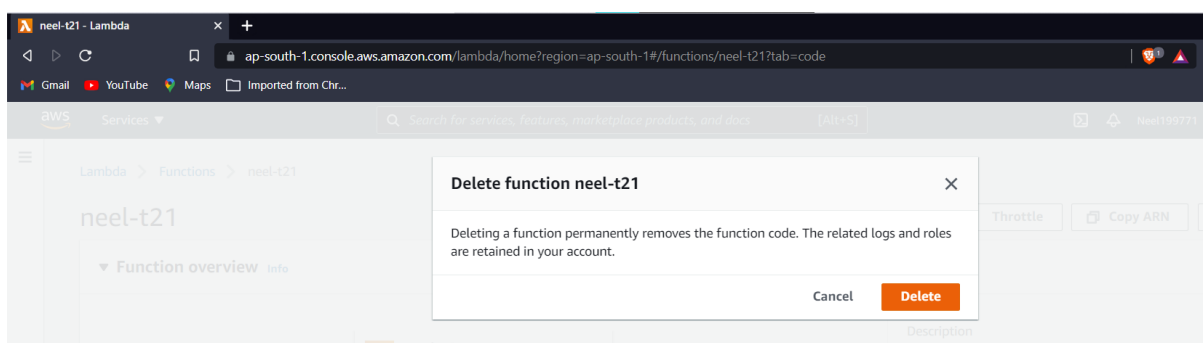 neel-t21 - Lambda
ap-south-1.console.aws.amazon.com/lambda/home?region=ap-south-1#/functions/neel-t21?tab=code
Gmail YouTube Maps Imported from Chr...
aws Services ▼ Search for services, features, marketplace products, and docs [Alt+S] Neel199771
Lambda > Functions > neel-t21
neel-t21
Throttle Copy ARN
Delete function neel-t21
Deleting a function permanently removes the function code. The related logs and roles
are retained in your account.
Cancel Delete
▼ Function overview Info
Description